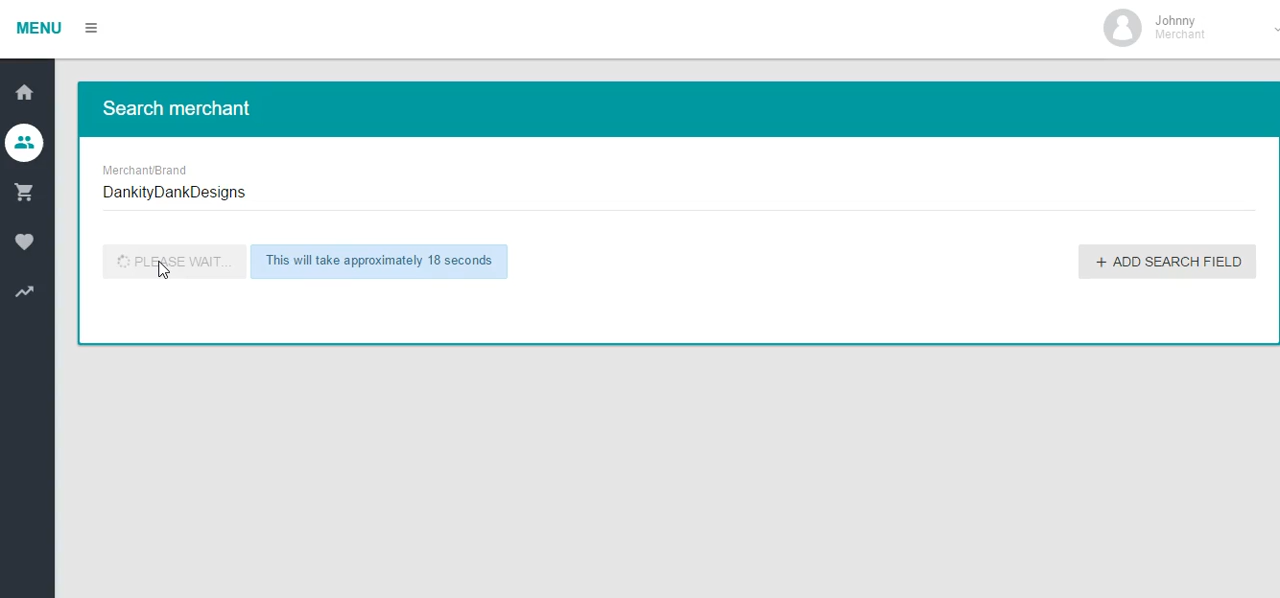 MENU
Johnny
Merchant
Search merchant
Merchant/Brand
DankityDankDesigns
PLEASE WAIT...
This will take approximately 18 seconds
+ ADD SEARCH FIELD